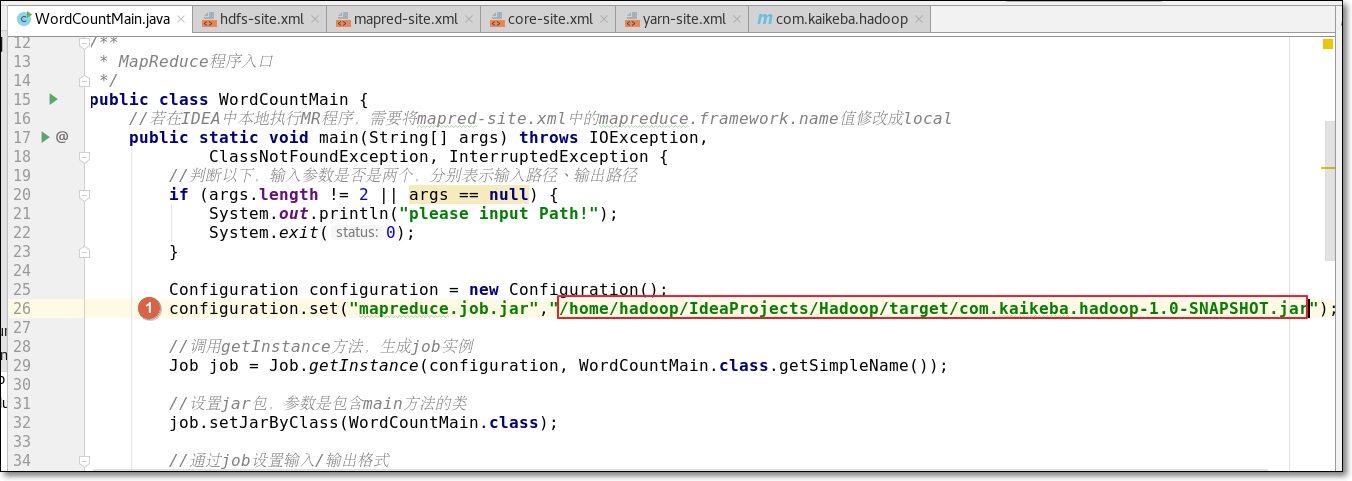 WordCountMain.java × hdfs-site.xml × mapred-site.xml × core-site.xml × yarn-site.xml × m com.kaikeba.hadoop ×
12 /**
13 * MapReduce程序入口
14 */
15 public class WordCountMain {
16 //若在IDEA中本地执行MR程序，需要将mapred-site.xml中的mapreduce.framework.name值修改成local
17 @ public static void main(String[] args) throws IOException,
18 ClassNotFoundException, InterruptedException {
19 //判断以下，输入参数是否是两个，分别表示输入路径、输出路径
20 if (args.length != 2 || args == null) {
21 System.out.println("please input Path!");
22 System.exit( status: 0);
23 }
24
25 Configuration configuration = new Configuration();
26 1 configuration.set("mapreduce.job.jar","/home/hadoop/IdeaProjects/Hadoop/target/com.kaikeba.hadoop-1.0-SNAPSHOT.jar");
27
28 //调用getInstance方法，生成job实例
29 Job job = Job.getInstance(configuration, WordCountMain.class.getSimpleName());
30
31 //设置jar包，参数是包含main方法的类
32 job.setJarByClass(WordCountMain.class);
33
34 //通过job设置输入/输出格式